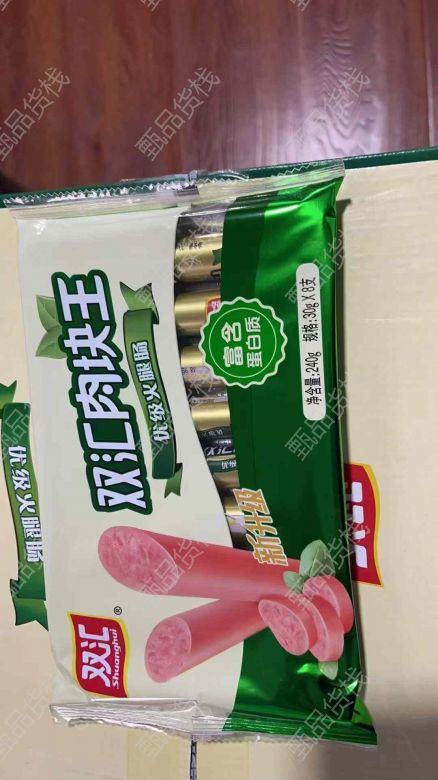 双汇
Shuanghui®
双汇肉块王
优级火腿肠
富含
蛋白质
新升级
净含量:240g 规格:30g X 8支
优级火腿肠
双汇
甄品货栈